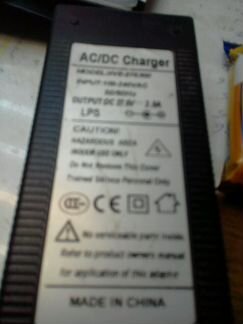 AC/DC Charger
INPUT:100-240VAC
50/60Hz
OUTPUT:DC
LPS
CAUTION!
HAZARDOUS AREA
INDOOR USE ONLY
Do Not Remove This Cover
Trained Service Personnel Only
CE
No serviceable parts inside
Refer to product owners manual
for application of this adaptor
MADE IN CHINA